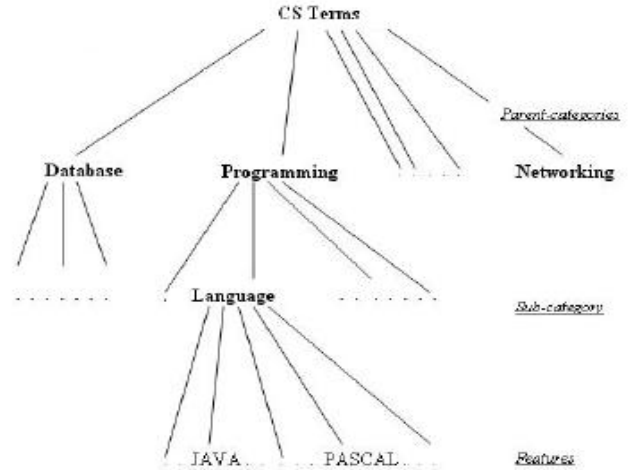 CS Terms
Parent-categories
Database Programming . . . . . . . Networking
. . . . . . . . . . . Language . . . . . . . . . . Sub-category
. . JAVA . . . . . PASCAL . . . . Features